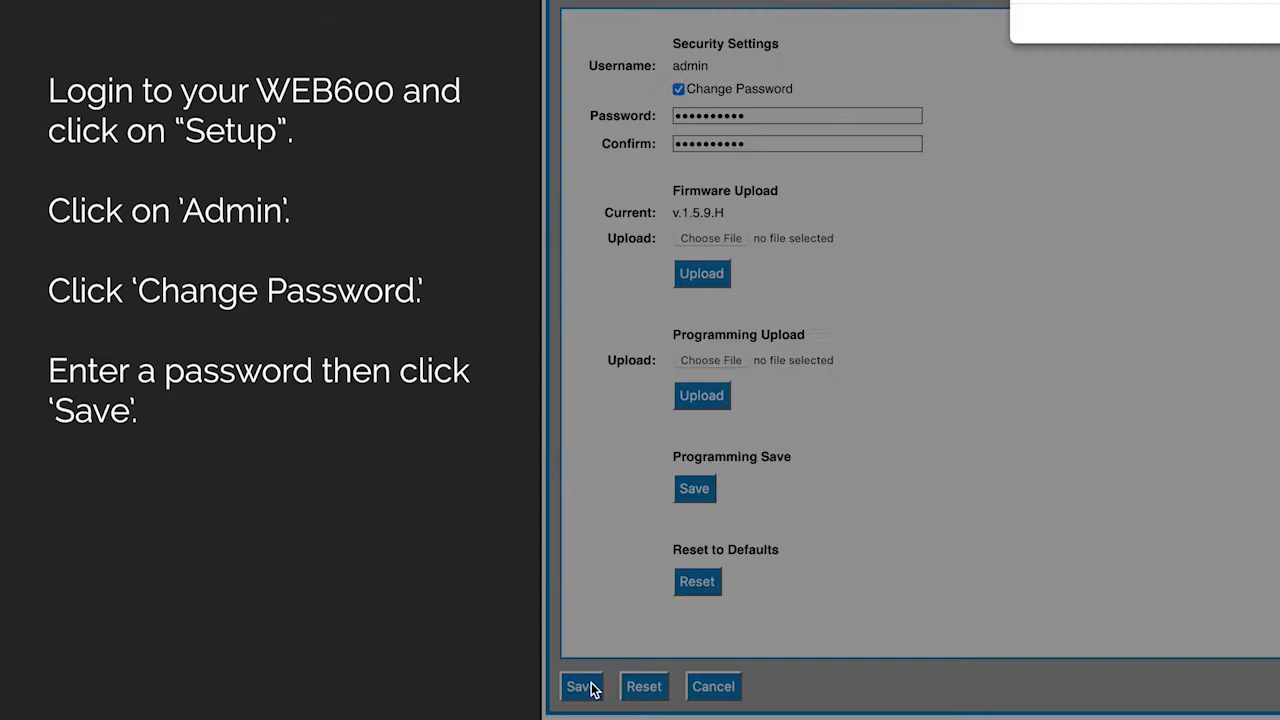 Login to your WEB600 and
click on “Setup”.
Click on ‘Admin’.
Click ‘Change Password.’
Enter a password then click
‘Save’.
Security Settings
Username: admin
Change Password
Password: ••••••••••
Confirm: ••••••••••
Firmware Upload
Current: v.1.5.9.H
Upload: Choose File no file selected
Upload
Programming Upload
Upload: Choose File no file selected
Upload
Programming Save
Save
Reset to Defaults
Reset
Save Reset Cancel